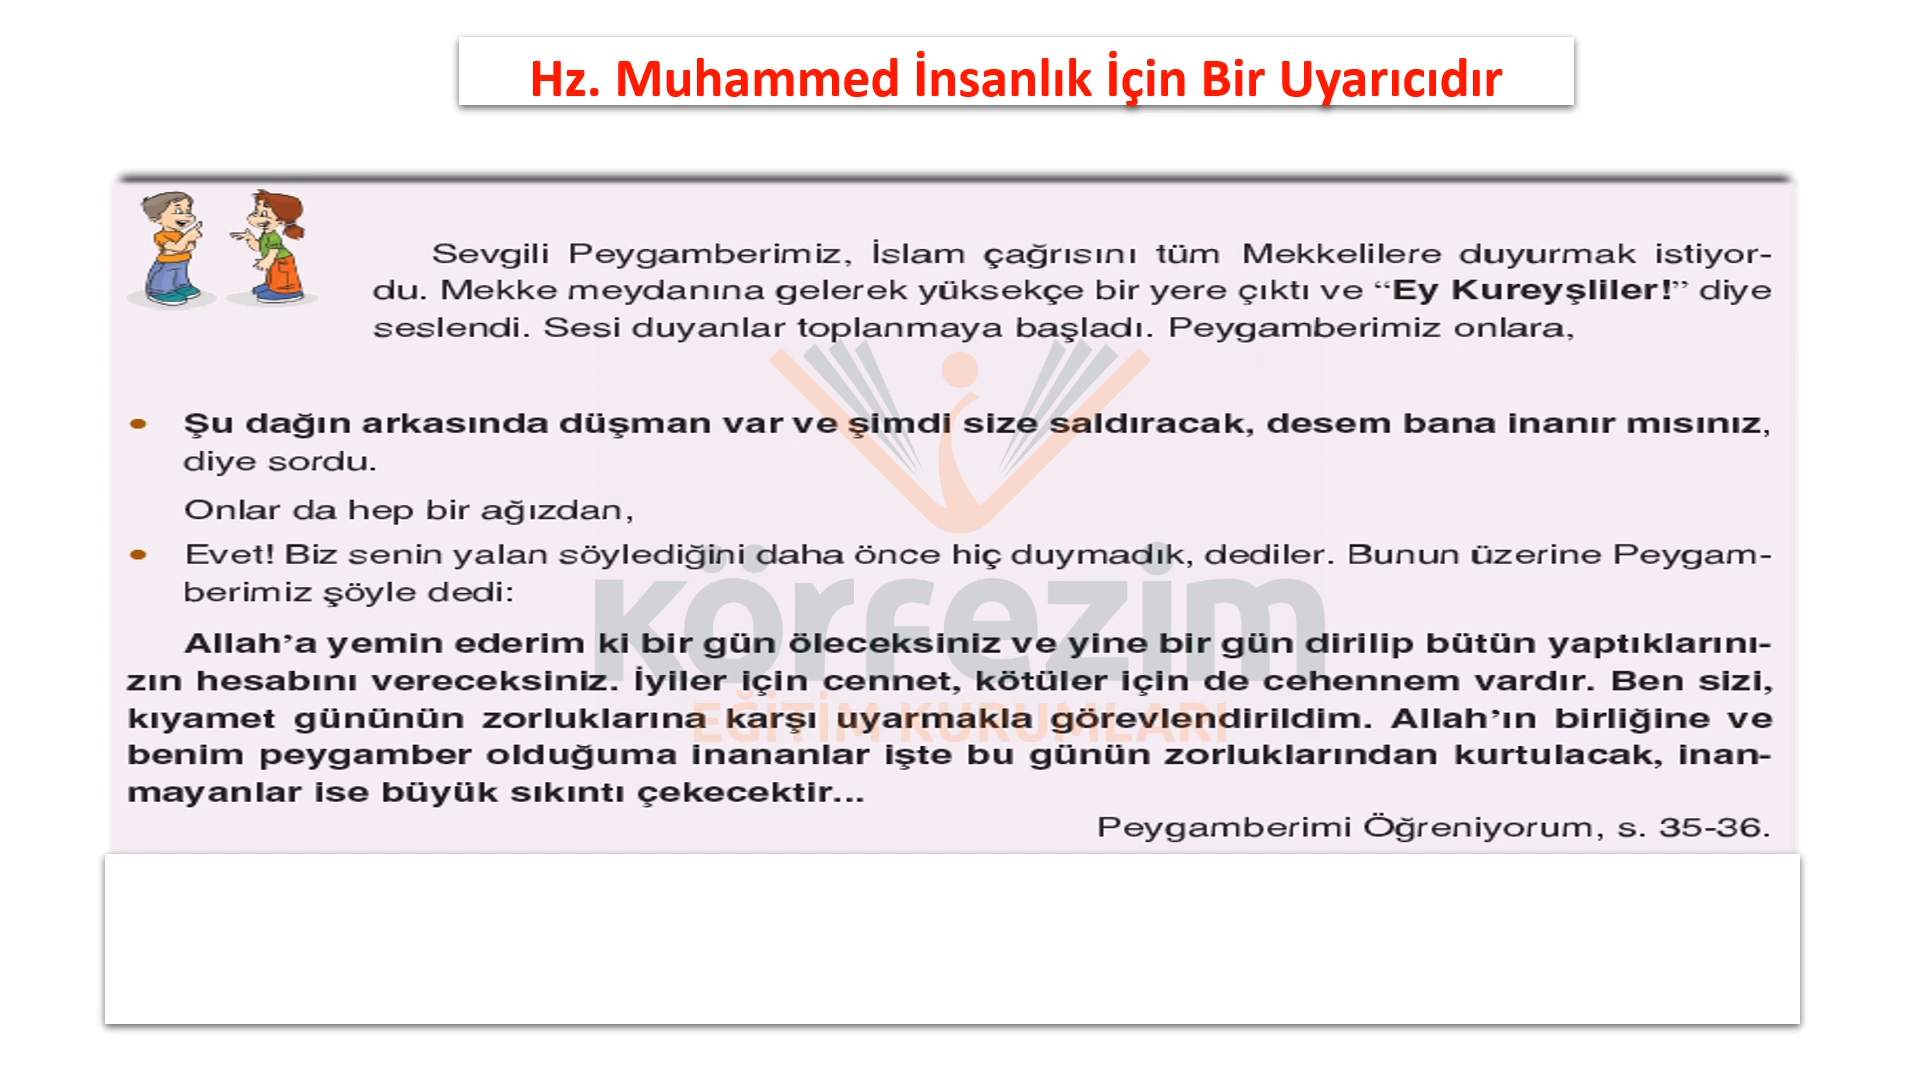 Hz. Muhammed İnsanlık İçin Bir Uyarıcıdır
Sevgili Peygamberimiz, İslam çağrısını tüm Mekkelilere duyurmak istiyor-
du. Mekke meydanına gelerek yüksekçe bir yere çıktı ve “Ey Kureyşliler!” diye
seslendi. Sesi duyanlar toplanmaya başladı. Peygamberimiz onlara,
• Şu dağın arkasında düşman var ve şimdi size saldıracak, desem bana inanır mısınız,
diye sordu.
Onlar da hep bir ağızdan,
• Evet! Biz senin yalan söylediğini daha önce hiç duymadık, dediler. Bunun üzerine Peygam-
berimiz şöyle dedi:
Allah’a yemin ederim ki bir gün öleceksiniz ve yine bir gün dirilip bütün yaptıklarını-
zın hesabını vereceksiniz. İyiler için cennet, kötüler için de cehennem vardır. Ben sizi,
kıyamet gününün zorluklarına karşı uyarmakla görevlendirildim. Allah’ın birliğine ve
benim peygamber olduğuma inananlar işte bu günün zorluklarından kurtulacak, inan-
mayanlar ise büyük sıkıntı çekecektir...
Peygamberimi Öğreniyorum, s. 35-36.
Körfezim
EĞİTİM KURUMLARI